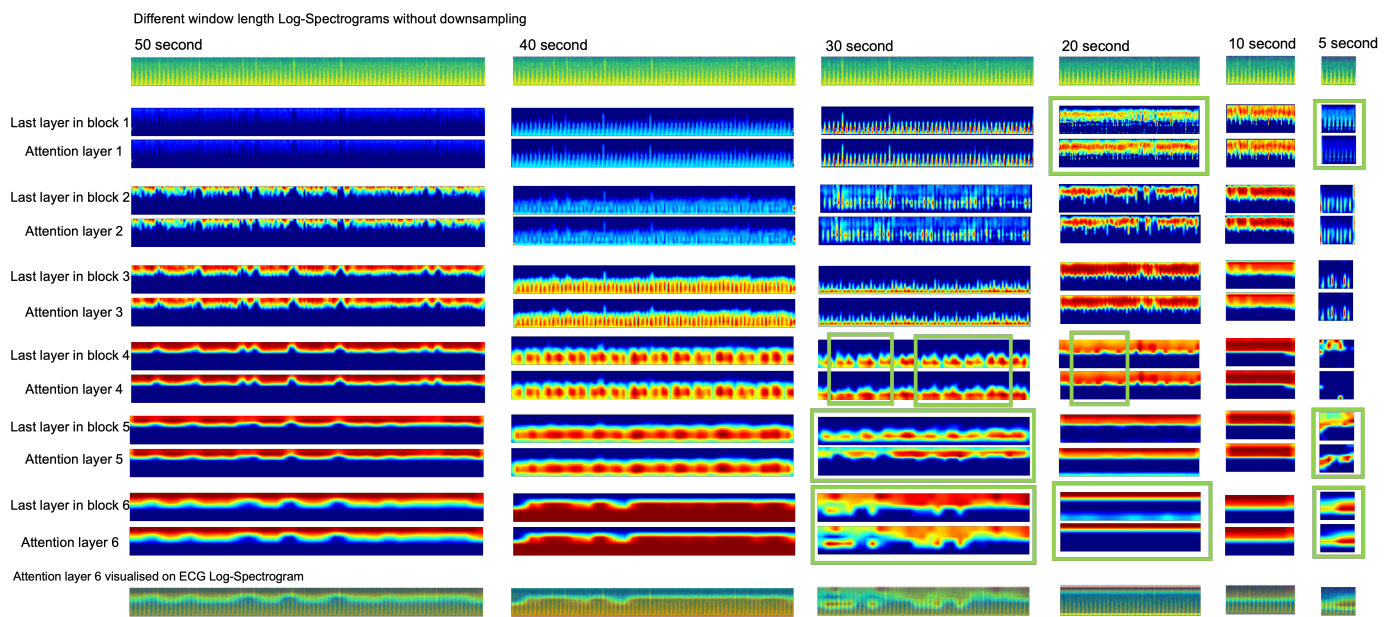 Different window length Log-Spectrograms without downsampling
50 second
40 second
30 second
20 second
10 second
5 second
Last layer in block 1
Attention layer 1
Last layer in block 2
Attention layer 2
Last layer in block 3
Attention layer 3
Last layer in block 4
Attention layer 4
Last layer in block 5
Attention layer 5
Last layer in block 6
Attention layer 6
Attention layer 6 visualised on ECG Log-Spectrogram